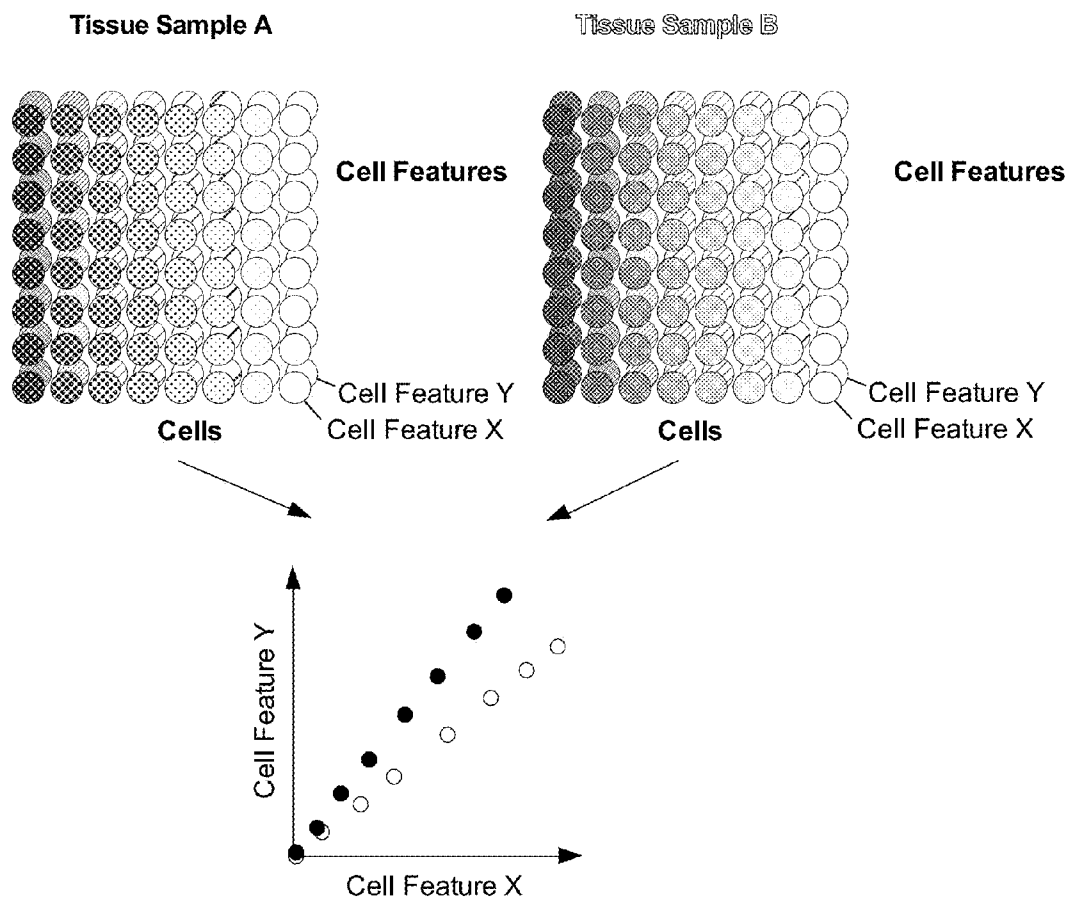 Tissue Sample A
Tissue Sample B
Cell Features
Cell Features
Cell Feature Y
Cell Feature X
Cells
Cell Feature Y
Cell Feature X
Cells
Cell Feature Y
Cell Feature X